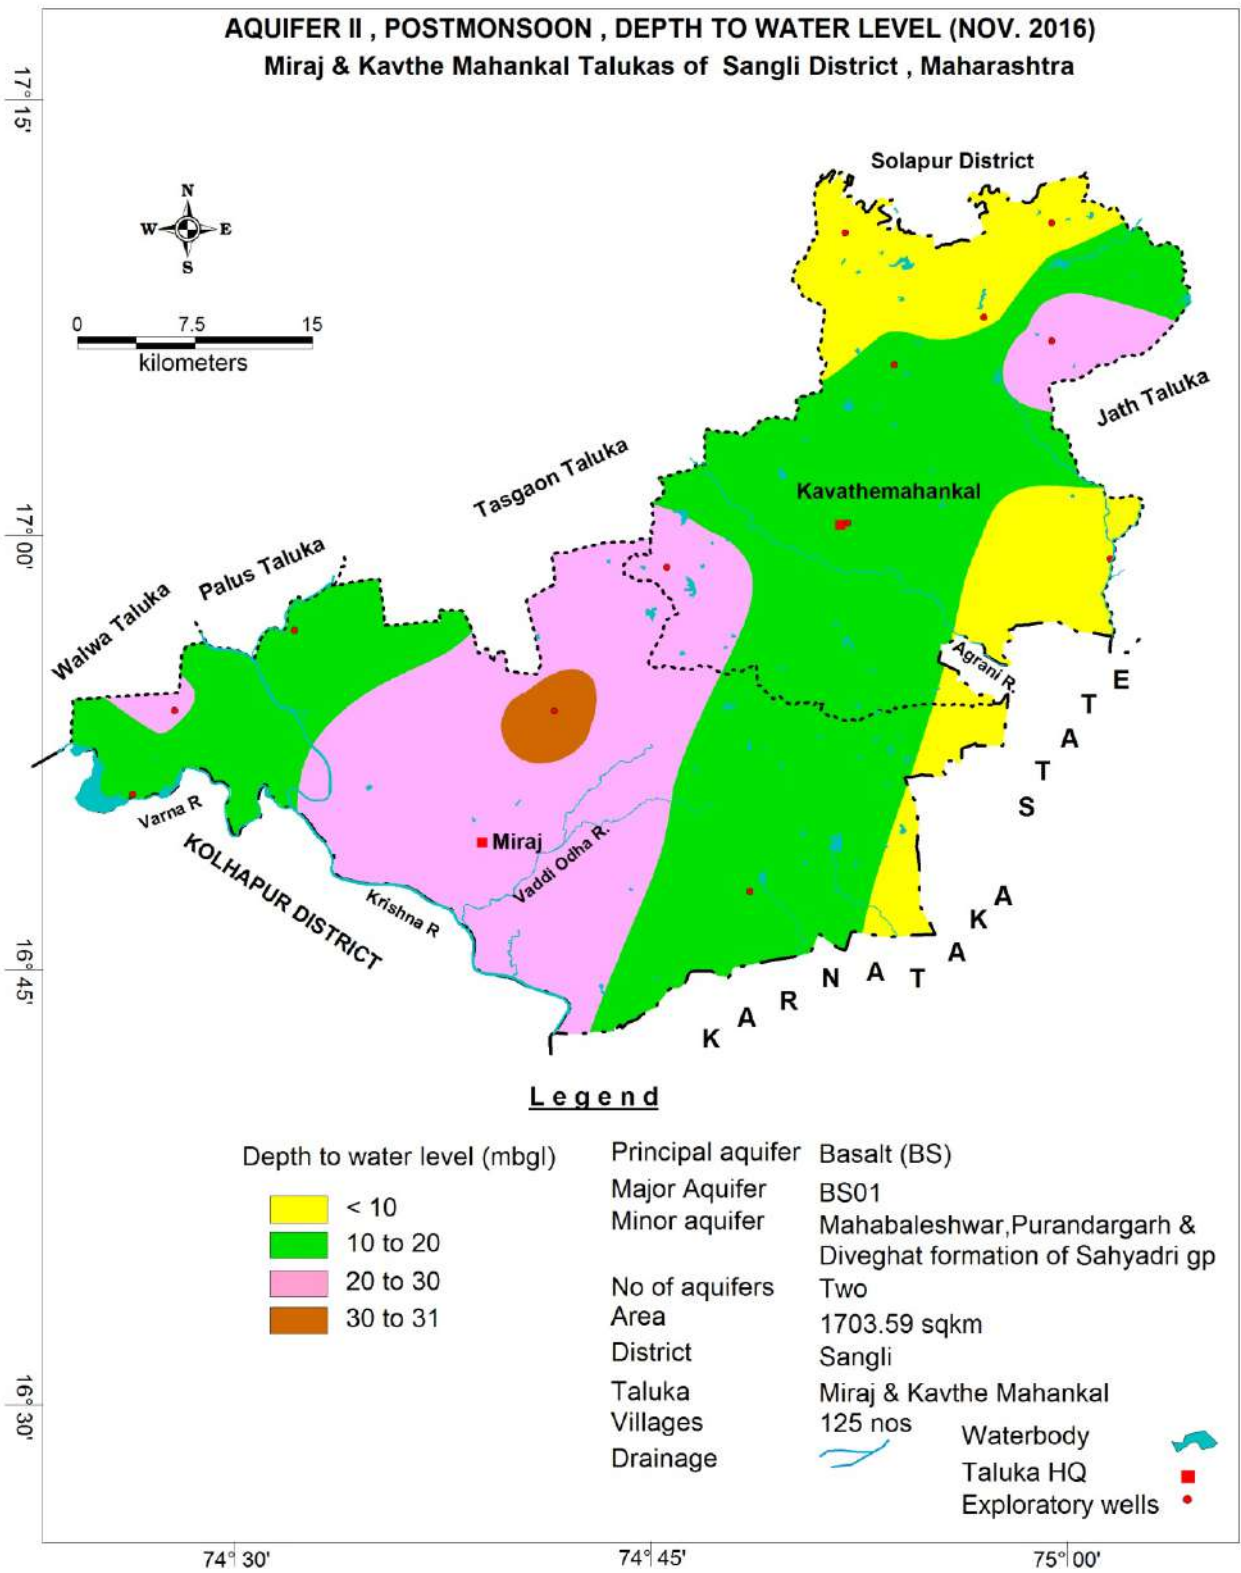 AQUIFER II , POSTMONSOON , DEPTH TO WATER LEVEL (NOV. 2016)
Miraj & Kavthe Mahankal Talukas of Sangli District , Maharashtra
17° 15'
Solapur District
N
W E
S
0 7.5 15
kilometers
Jath Taluka
Tasgaon Taluka
Kavathemahankal
17° 00'
Palus Taluka
Walwa Taluka
Agrani R.
Varna R
Miraj
Vaddi Odha R.
KOLHAPUR DISTRICT
Krishna R
KARNATAKA STATE
16° 45'
Legend
Depth to water level (mbgl)
< 10
10 to 20
20 to 30
30 to 31
Principal aquifer Basalt (BS)
Major Aquifer BS01
Minor aquifer Mahabaleshwar,Purandargarh &
Diveghat formation of Sahyadri gp
No of aquifers Two
Area 1703.59 sqkm
District Sangli
Taluka Miraj & Kavthe Mahankal
Villages 125 nos
Drainage
Waterbody
Taluka HQ
Exploratory wells
16° 30'
74° 30' 74° 45' 75° 00'